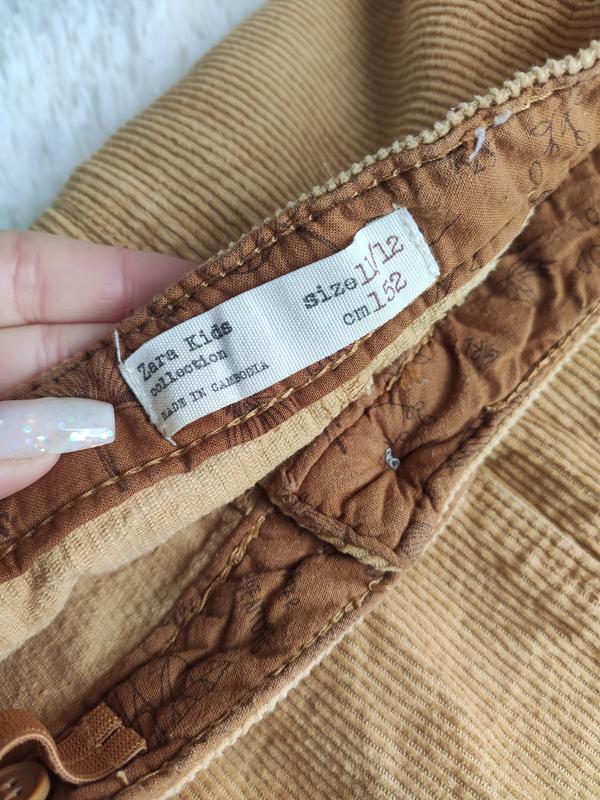 Zara Kids
collection
MADE IN CAMBODIA
Size 11/12
cm 152